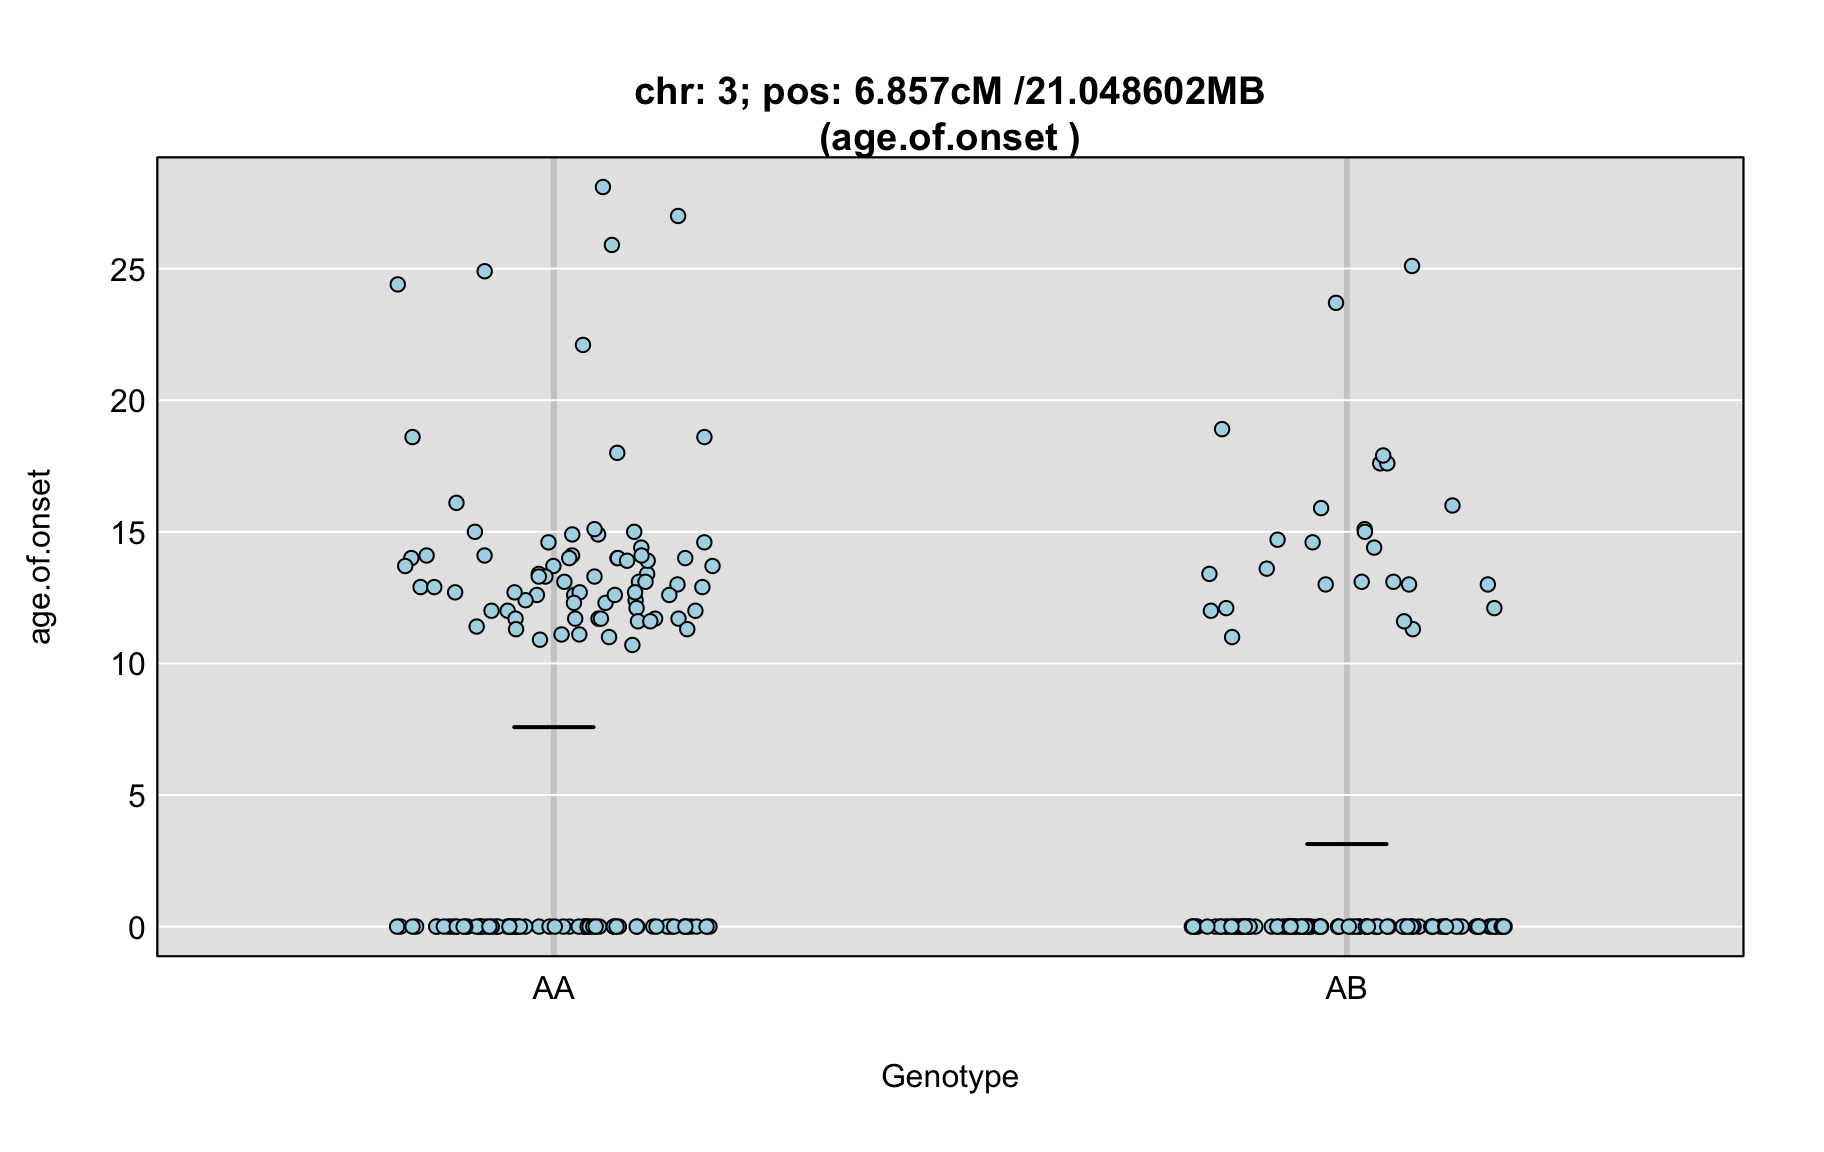 chr: 3; pos: 6.857cM /21.048602MB
(age.of.onset )
age.of.onset
25
20
15
10
5
0
AA
AB
Genotype